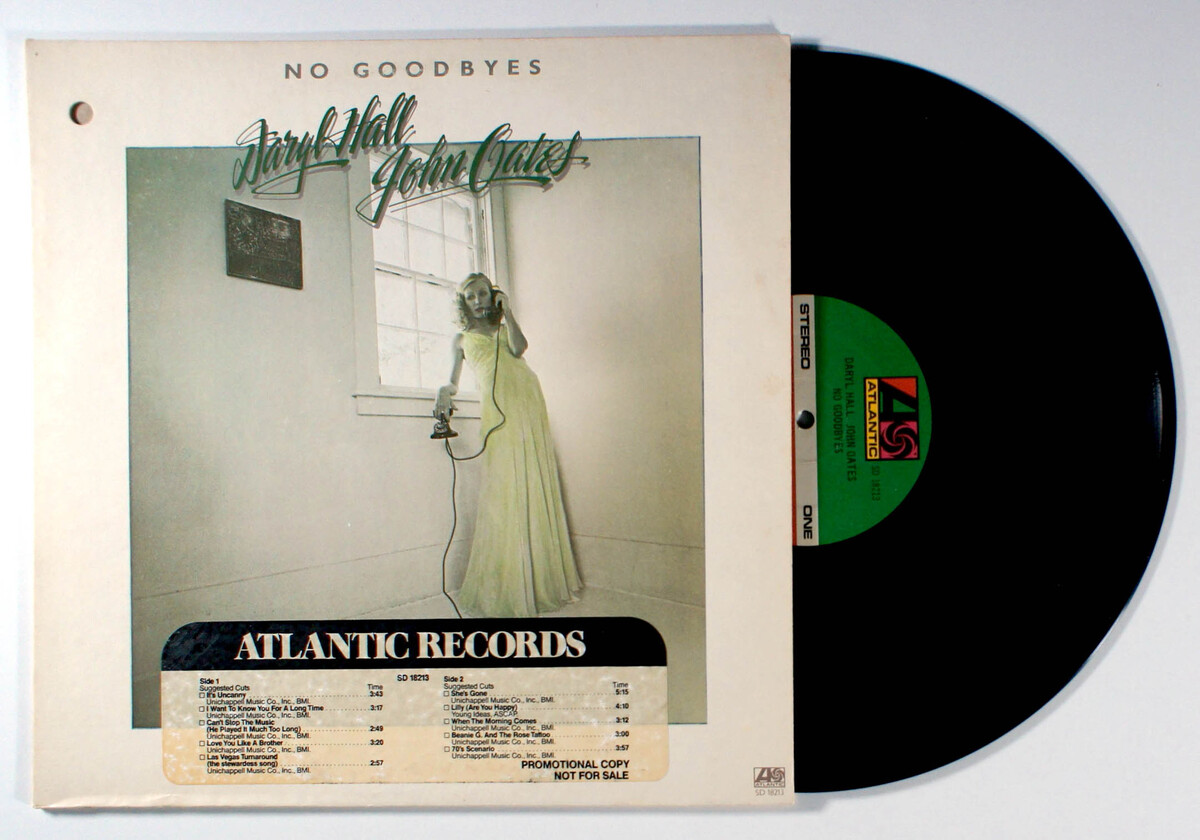 NO GOODBYES
Daryl Hall
John Oates
ATLANTIC RECORDS
SD 18213
Side 1
Suggested Cuts Time
It's Uncanny 3:43
Unichappell Music Co., Inc., BMI.
I Want To Know You For A Long Time 3:17
Unichappell Music Co., Inc., BMI.
Can't Stop The Music
(He Played It Much Too Long) 2:49
Unichappell Music Co., Inc., BMI.
Love You Like A Brother 3:20
Unichappell Music Co., Inc., BMI.
Las Vegas Turnaround
(the stewardess song) 2:57
Unichappell Music Co., Inc., BMI.
Side 2
Suggested Cuts Time
She's Gone 5:15
Unichappell Music Co., Inc., BMI.
Lilly (Are You Happy) 4:10
Young Ideas, ASCAP.
When The Morning Comes 3:12
Unichappell Music Co., Inc., BMI.
Beanie G. And The Rose Tattoo 3:00
Unichappell Music Co., Inc., BMI.
70's Scenario 3:57
Unichappell Music Co., Inc., BMI.
PROMOTIONAL COPY
NOT FOR SALE
ATLANTIC
SD 18213
STEREO
ONE
ATLANTIC
SD 18213
DARYL HALL JOHN OATES
NO GOODBYES